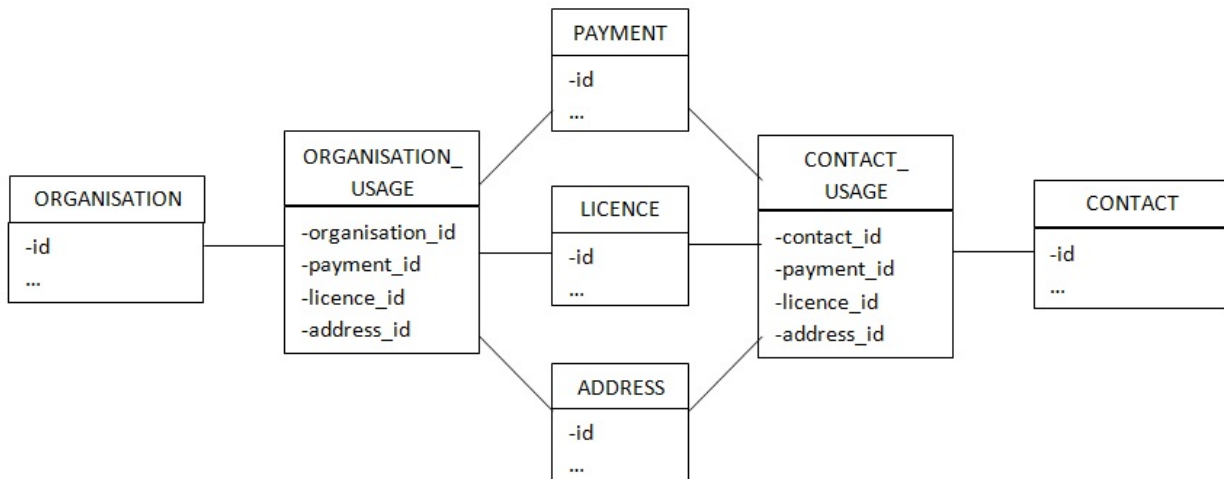 ORGANISATION
-id
...
ORGANISATION_
USAGE
-organisation_id
-payment_id
-licence_id
-address_id
PAYMENT
-id
...
LICENCE
-id
...
ADDRESS
-id
...
CONTACT_
USAGE
-contact_id
-payment_id
-licence_id
-address_id
CONTACT
-id
...